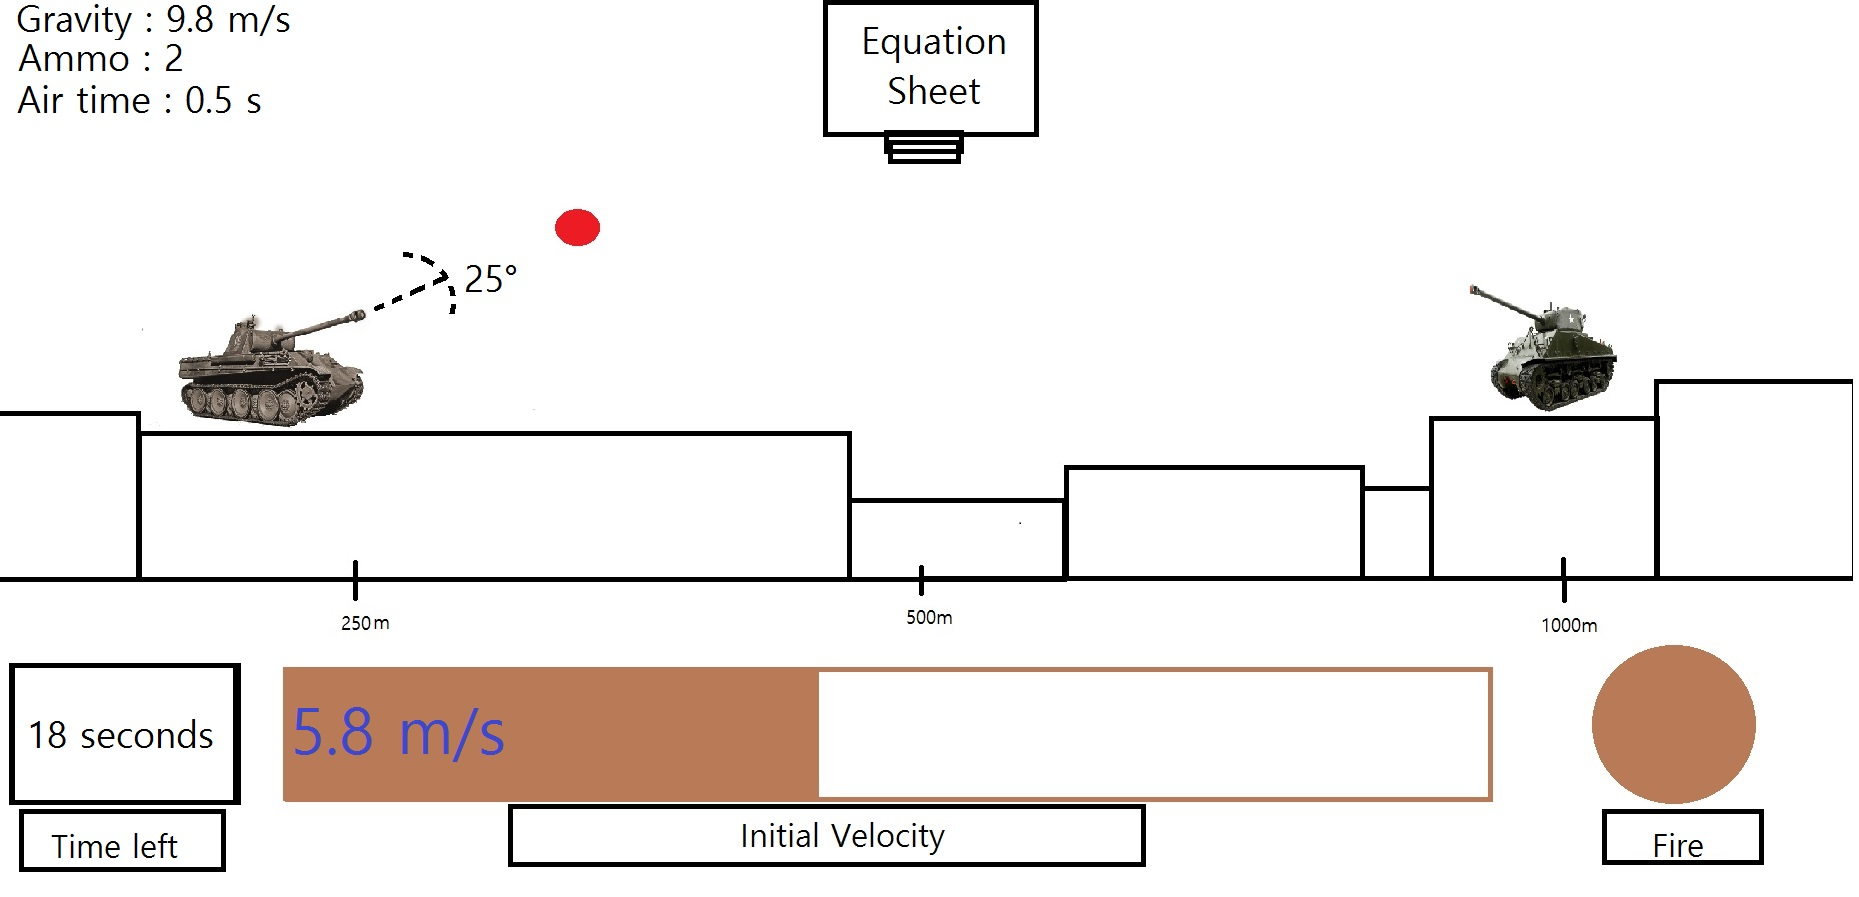 Gravity : 9.8 m/s
Ammo : 2
Air time : 0.5 s
Equation
Sheet
25°
250m
500m
1000m
18 seconds
5.8 m/s
Time left
Initial Velocity
Fire